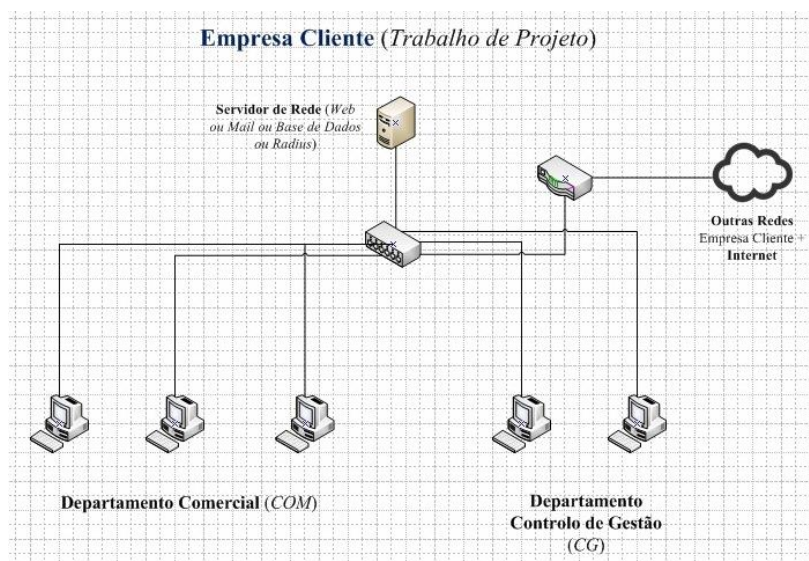 Empresa Cliente (Trabalho de Projeto)
Servidor de Rede (Web
ou Mail ou Base de Dados
ou Radius)
Outras Redes
Empresa Cliente +
Internet
Departamento Comercial (COM)
Departamento
Controlo de Gestão
(CG)